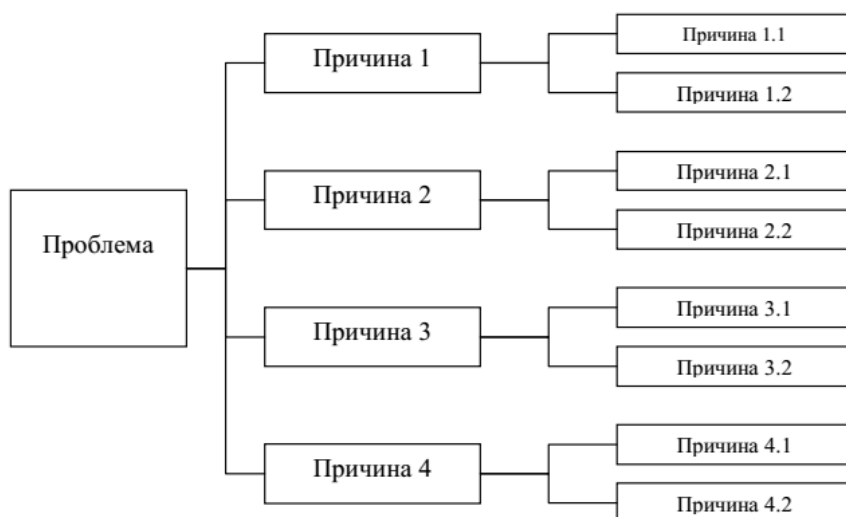 Проблема
Причина 1
Причина 1.1
Причина 1.2
Причина 2
Причина 2.1
Причина 2.2
Причина 3
Причина 3.1
Причина 3.2
Причина 4
Причина 4.1
Причина 4.2